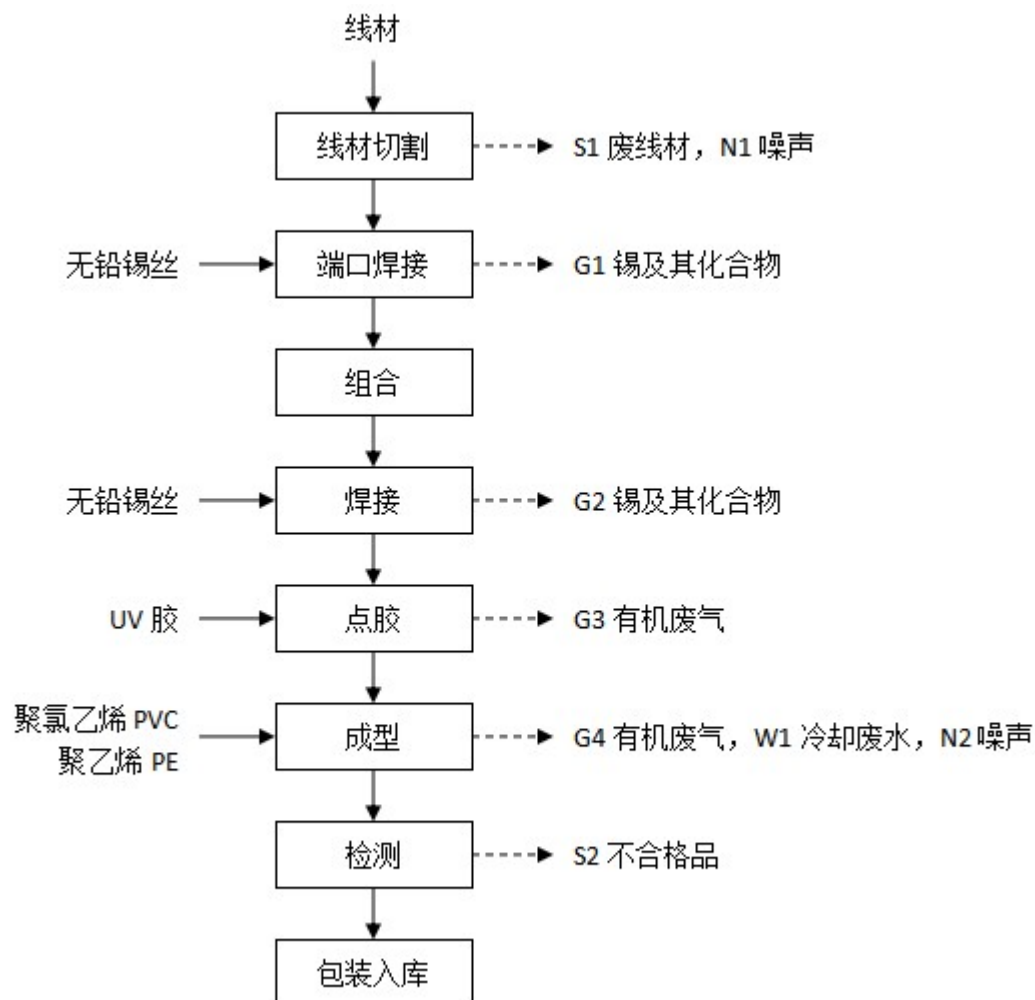 线材
线材切割
S1 废线材，N1 噪声
无铅锡丝
端口焊接
G1 锡及其化合物
组合
无铅锡丝
焊接
G2 锡及其化合物
UV 胶
点胶
G3 有机废气
聚氯乙烯 PVC
聚乙烯 PE
成型
G4 有机废气，W1 冷却废水，N2 噪声
检测
S2 不合格品
包装入库